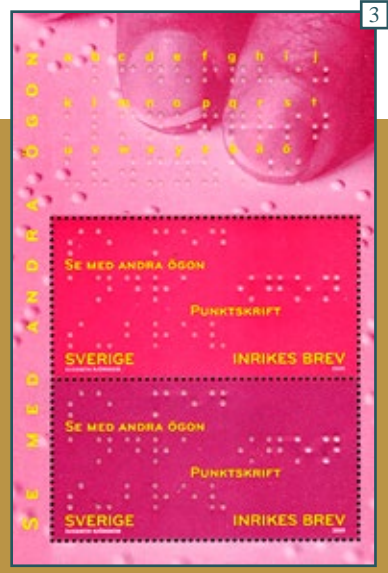 3
a b c d e f g h i j
k l m n o p q r s t
u v w x y z å ä ö
SE MED ANDRA ÖGON
SE MED ANDRA ÖGON
PUNKTSKRIFT
SVERIGE INRIKES BREV
SE MED ANDRA ÖGON
PUNKTSKRIFT
SVERIGE INRIKES BREV